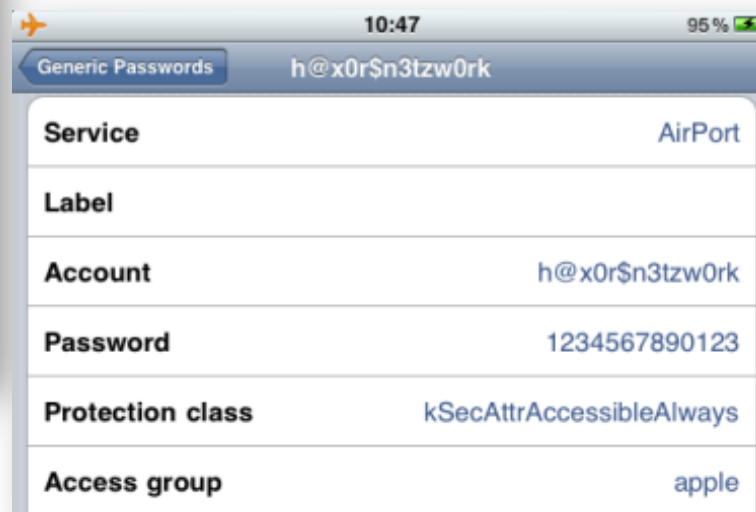 10:47
95 %
Generic Passwords
h@x0r$n3tzw0rk
Service AirPort
Label
Account h@x0r$n3tzw0rk
Password 1234567890123
Protection class kSecAttrAccessibleAlways
Access group apple